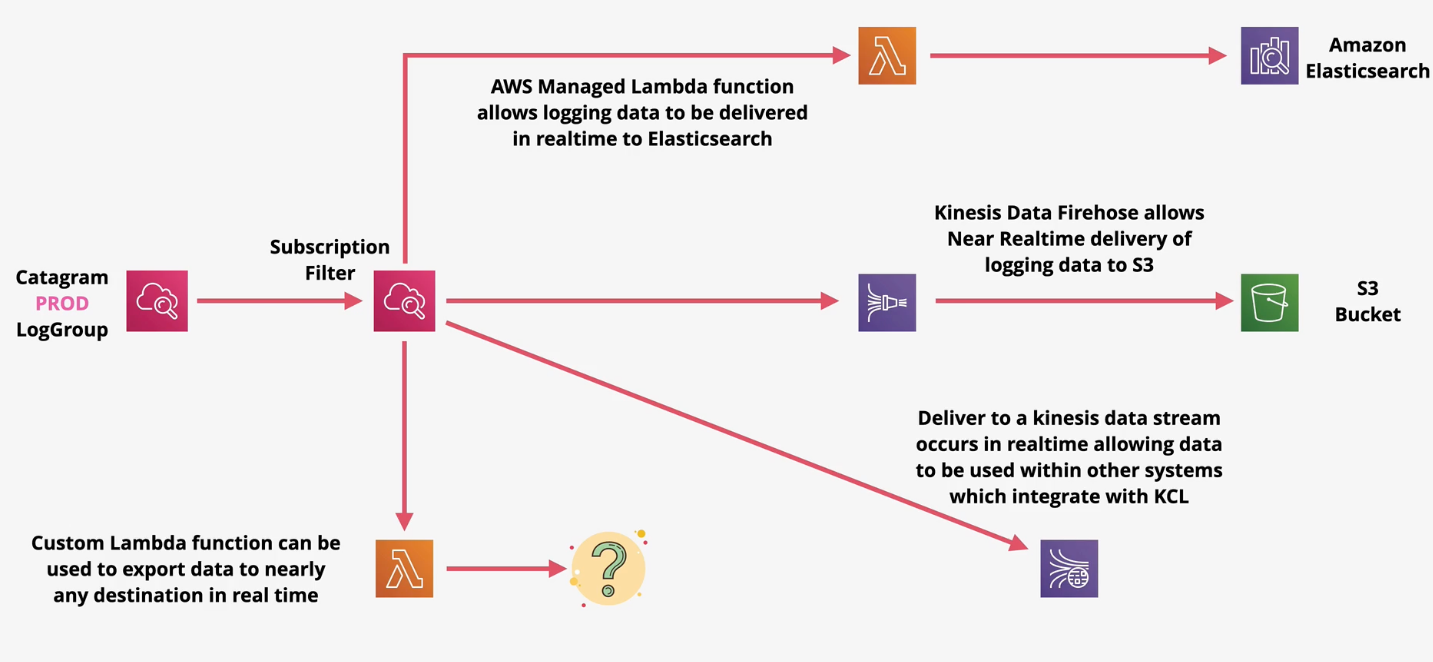 AWS Managed Lambda function
allows logging data to be delivered
in realtime to Elasticsearch
Amazon
Elasticsearch
Catagram
PROD
LogGroup
Subscription
Filter
Kinesis Data Firehose allows
Near Realtime delivery of
logging data to S3
S3
Bucket
Deliver to a kinesis data stream
occurs in realtime allowing data
to be used within other systems
which integrate with KCL
Custom Lambda function can be
used to export data to nearly
any destination in real time
?